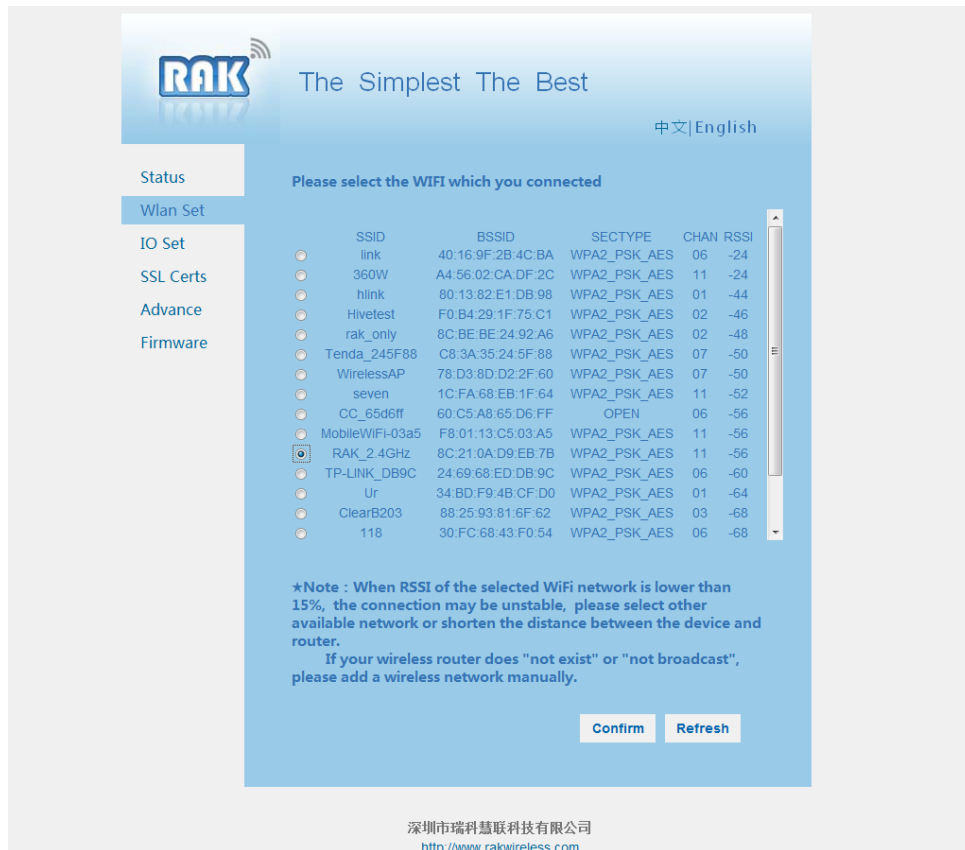 RAK
The Simplest The Best
中文|English
Status
Wlan Set
IO Set
SSL Certs
Advance
Firmware
Please select the WIFI which you connected
SSID BSSID SECTYPE CHAN RSSI
link 40:16:9F:2B:4C:BA WPA2_PSK_AES 06 -24
360W A4:56:02:CA:DF:2C WPA2_PSK_AES 11 -24
hlink 80:13:82:E1:DB:98 WPA2_PSK_AES 01 -44
Hivetest F0:B4:29:1F:75:C1 WPA2_PSK_AES 02 -46
rak_only 8C:BE:BE:24:92:A6 WPA2_PSK_AES 02 -48
Tenda_245F88 C8:3A:35:24:5F:88 WPA2_PSK_AES 07 -50
WirelessAP 78:D3:8D:D2:2F:60 WPA2_PSK_AES 07 -50
seven 1C:FA:68:EB:1F:64 WPA2_PSK_AES 11 -52
CC_65d6ff 60:C5:A8:65:D6:FF OPEN 06 -56
MobileWiFi-03a5 F8:01:13:C5:03:A5 WPA2_PSK_AES 11 -56
RAK_2.4GHz 8C:21:0A:D9:EB:7B WPA2_PSK_AES 11 -56
TP-LINK_DB9C 24:69:68:ED:DB:9C WPA2_PSK_AES 06 -60
Ur 34:BD:F9:4B:CF:D0 WPA2_PSK_AES 01 -64
ClearB203 88:25:93:81:6F:62 WPA2_PSK_AES 03 -68
118 30:FC:68:43:F0:54 WPA2_PSK_AES 06 -68
★Note：When RSSI of the selected WiFi network is lower than
15%, the connection may be unstable, please select other
available network or shorten the distance between the device and
router.
If your wireless router does "not exist" or "not broadcast",
please add a wireless network manually.
Confirm Refresh
深圳市瑞科慧联科技有限公司
http://www.rakwireless.com